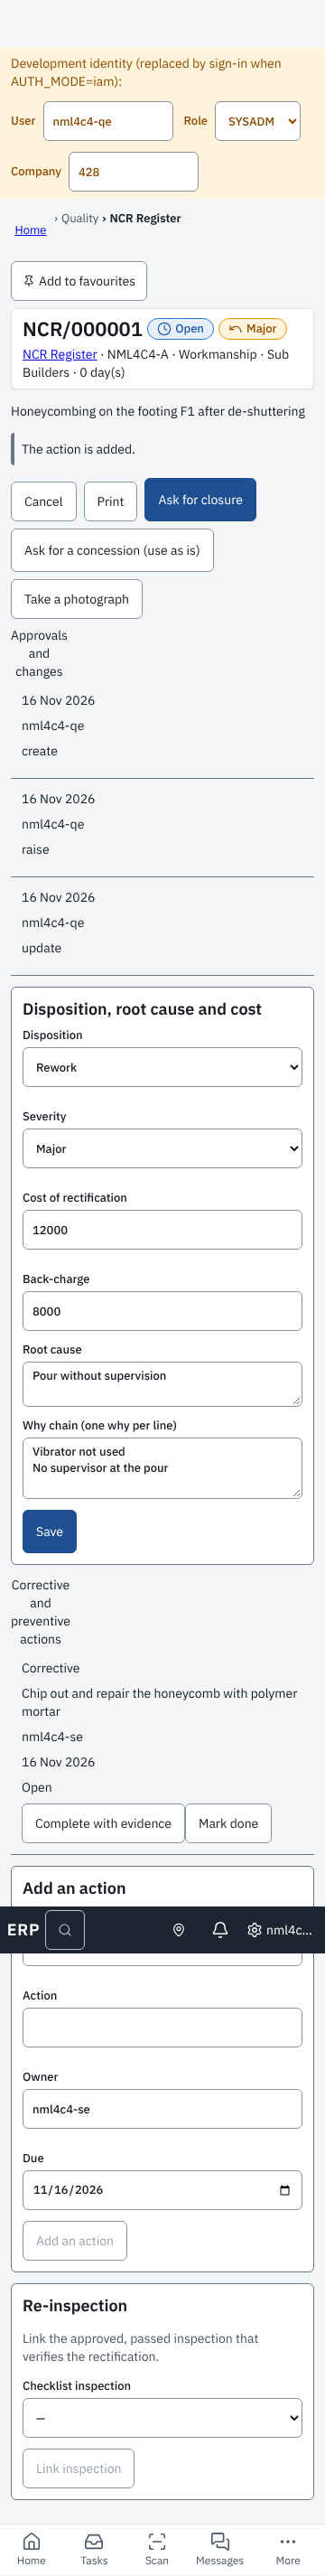 Development identity (replaced by sign-in when
AUTH_MODE=iam):
User nml4c4-qe Role SYSADM
Company 428
Home › Quality › NCR Register
Add to favourites
NCR/000001 Open Major
NCR Register · NML4C4-A · Workmanship · Sub
Builders · 0 day(s)
Honeycombing on the footing F1 after de-shuttering
The action is added.
Cancel Print Ask for closure
Ask for a concession (use as is)
Take a photograph
Approvals
and
changes
16 Nov 2026
nml4c4-qe
create
16 Nov 2026
nml4c4-qe
raise
16 Nov 2026
nml4c4-qe
update
Disposition, root cause and cost
Disposition
Rework
Severity
Major
Cost of rectification
12000
Back-charge
8000
Root cause
Pour without supervision
Why chain (one why per line)
Vibrator not used
No supervisor at the pour
Save
Corrective
and
preventive
actions
Corrective
Chip out and repair the honeycomb with polymer
mortar
nml4c4-se
16 Nov 2026
Open
Complete with evidence Mark done
Add an action
ERP nml4c...
Action
Owner
nml4c4-se
Due
11/16/2026
Add an action
Re-inspection
Link the approved, passed inspection that
verifies the rectification.
Checklist inspection
—
Link inspection
Home Tasks Scan Messages More